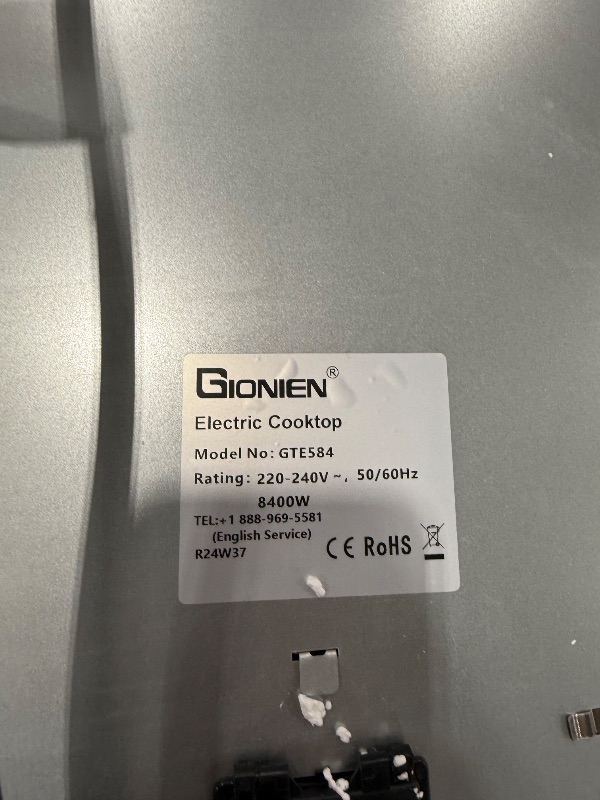 GIONIEN®
Electric Cooktop
Model No: GTE584
Rating: 220-240V ~, 50/60Hz
8400W
TEL:+1 888-969-5581
(English Service)
R24W37
CE RoHS